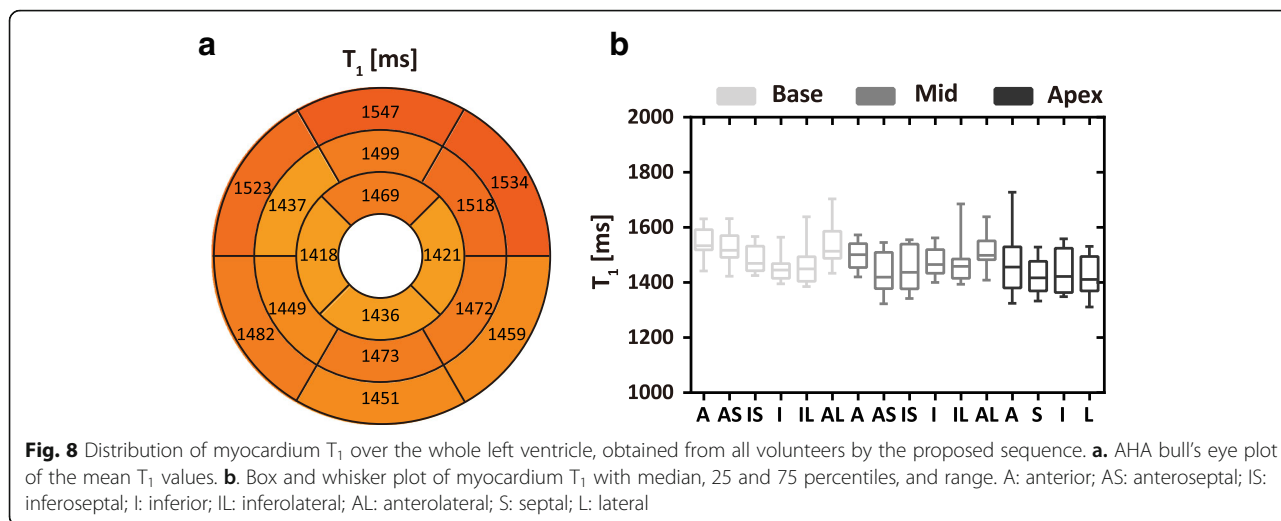 a
T₁ [ms]
1547
1499
1469
1523
1534
1437
1518
1418
1421
1449
1472
1436
1482
1459
1473
1451
b
Base Mid Apex
T₁ [ms]
2000
1800
1600
1400
1200
1000
A AS IS I IL AL A AS IS I IL AL A S I L
Fig. 8 Distribution of myocardium T₁ over the whole left ventricle, obtained from all volunteers by the proposed sequence. a. AHA bull's eye plot
of the mean T₁ values. b. Box and whisker plot of myocardium T₁ with median, 25 and 75 percentiles, and range. A: anterior; AS: anteroseptal; IS:
inferoseptal; I: inferior; IL: inferolateral; AL: anterolateral; S: septal; L: lateral